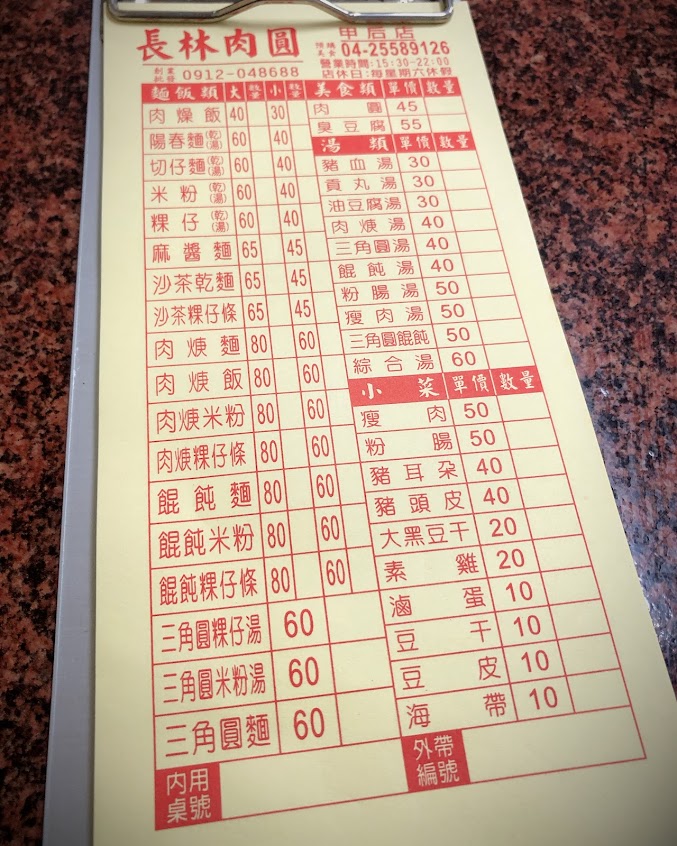 長林肉圓
甲后店
預購美食 04-25589126
營業時間:15:30-22:00
創業 0912-048688
店休日:每星期六休假
麵飯類 大 數量 小 數量
肉燥飯 40 30
陽春麵(乾)(湯) 60 40
切仔麵(乾)(湯) 60 40
米粉(乾)(湯) 60 40
粿仔(乾)(湯) 60 40
麻醬麵 65 45
沙茶乾麵 65 45
沙茶粿仔條 65 45
肉焿麵 80 60
肉焿飯 80 60
肉焿米粉 80 60
肉焿粿仔條 80 60
餛飩麵 80 60
餛飩米粉 80 60
餛飩粿仔條 80 60
三角圓粿仔湯 60
三角圓米粉湯 60
三角圓麵 60
美食類 單價 數量
肉圓 45
臭豆腐 55
湯類 單價 數量
豬血湯 30
貢丸湯 30
油豆腐湯 30
肉焿湯 40
三角圓湯 40
餛飩湯 40
粉腸湯 50
瘦肉湯 50
三角圓餛飩 50
綜合湯 60
小菜 單價 數量
瘦肉 50
粉腸 50
豬耳朵 40
豬頭皮 40
大黑豆干 20
素雞 20
滷蛋 10
豆干 10
豆皮 10
海帶 10
內用桌號
外帶編號